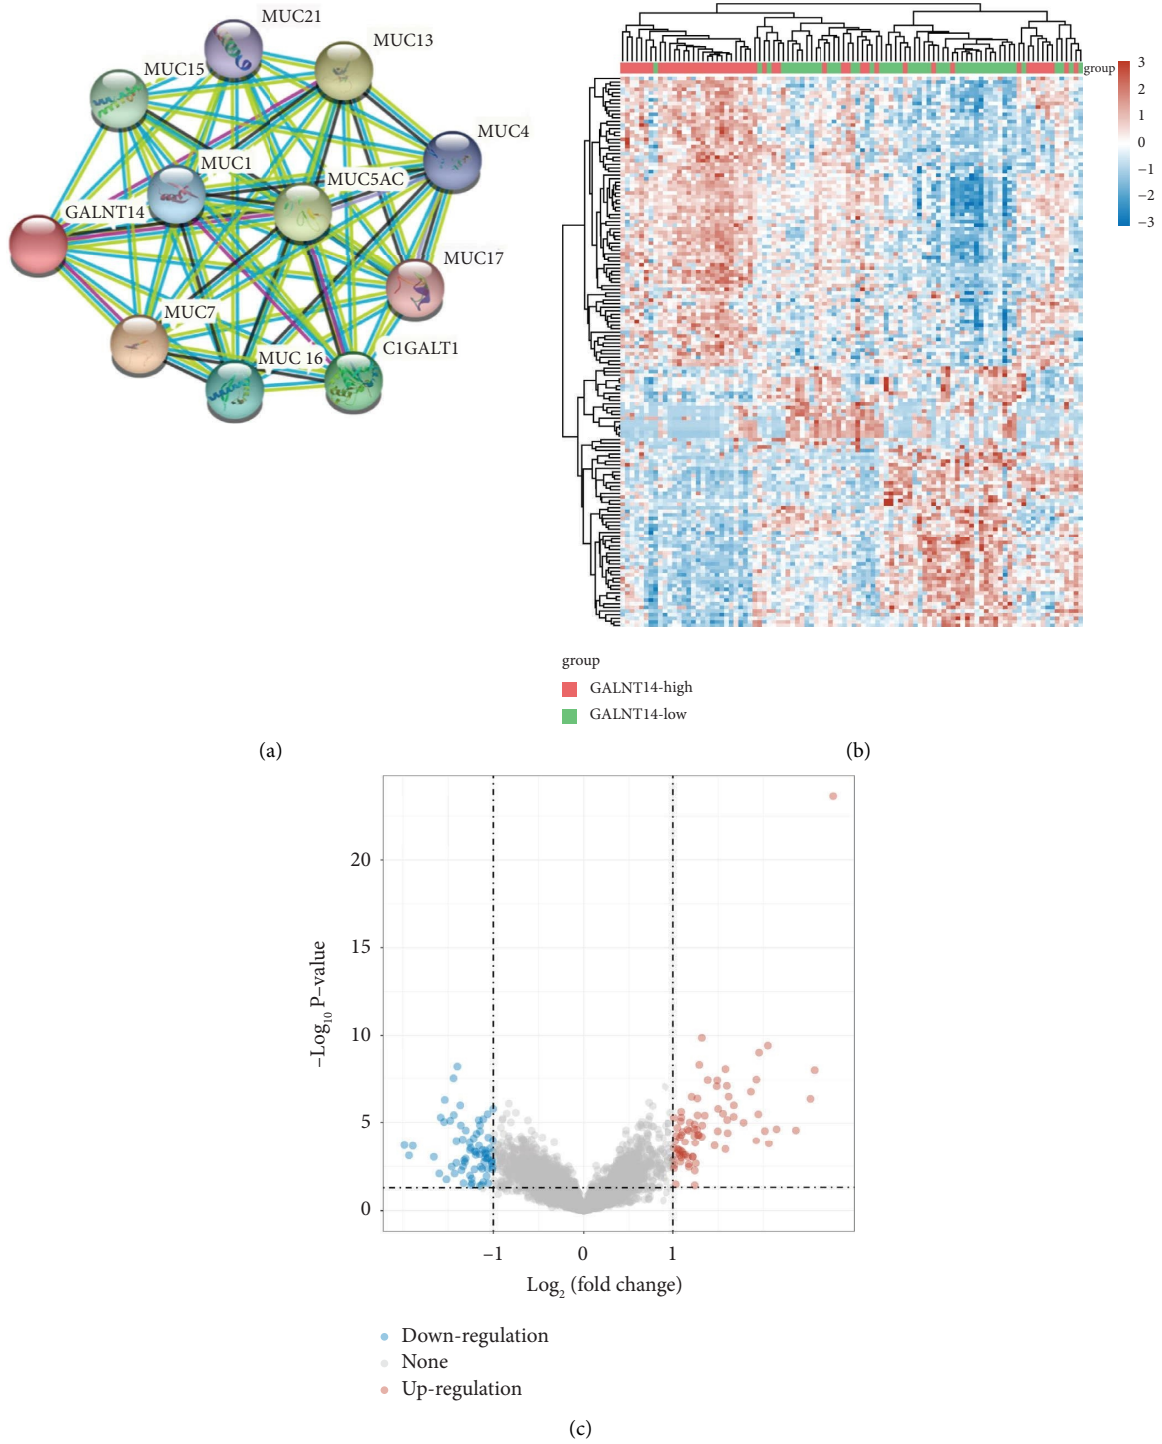 MUC21
MUC13
MUC15
MUC4
MUC1
MUC5AC
GALNT14
MUC17
MUC7
MUC 16
C1GALT1
group
3
2
1
0
−1
−2
−3
group
GALNT14-high
GALNT14-low
(a)
(b)
20
15
10
5
0
−Log10 P−value
−1
0
1
Log2 (fold change)
Down-regulation
None
Up-regulation
(c)